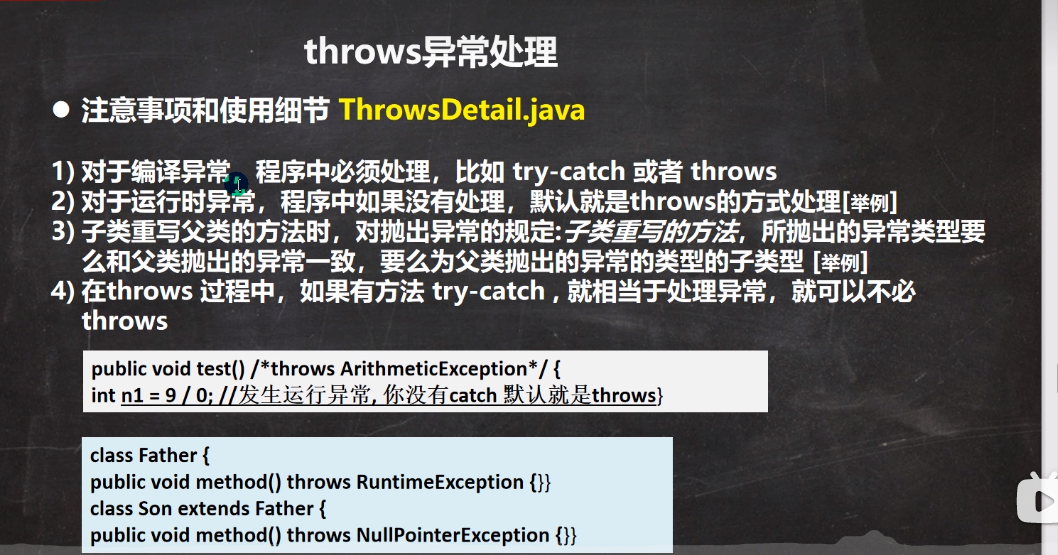 throws异常处理
● 注意事项和使用细节 ThrowsDetail.java
1) 对于编译异常，程序中必须处理，比如 try-catch 或者 throws
2) 对于运行时异常，程序中如果没有处理，默认就是throws的方式处理[举例]
3) 子类重写父类的方法时，对抛出异常的规定:子类重写的方法，所抛出的异常类型要
么和父类抛出的异常一致，要么为父类抛出的异常的类型的子类型 [举例]
4) 在throws 过程中，如果有方法 try-catch , 就相当于处理异常，就可以不必
throws
public void test() /*throws ArithmeticException*/ {
int n1 = 9 / 0; //发生运行异常, 你没有catch 默认就是throws}
class Father {
public void method() throws RuntimeException {}}
class Son extends Father {
public void method() throws NullPointerException {}}